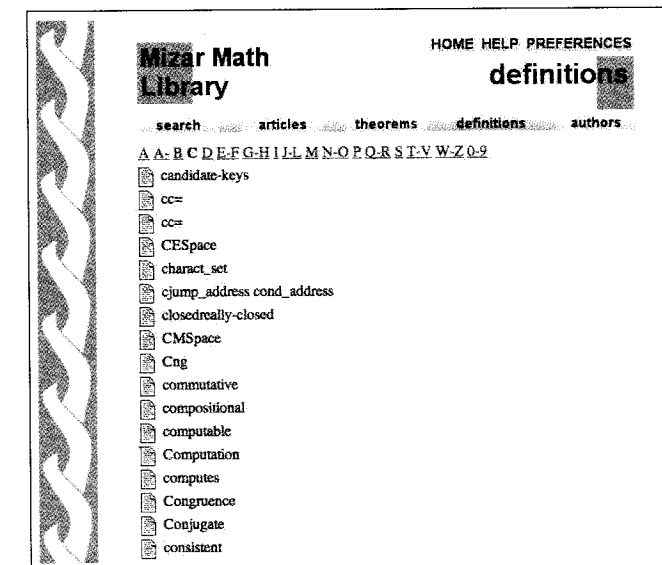 HOME HELP PREFERENCES
Mizar Math
Library
definitions
search articles theorems definitions authors
A A- B C D E-F G-H I J-L M N-O P Q-R S T-V W-Z 0-9
candidate-keys
cc=
cc=
CESpace
charact_set
cjump_address cond_address
closedreally-closed
CMSpace
Cng
commutative
compositional
computable
Computation
computes
Congruence
Conjugate
consistent